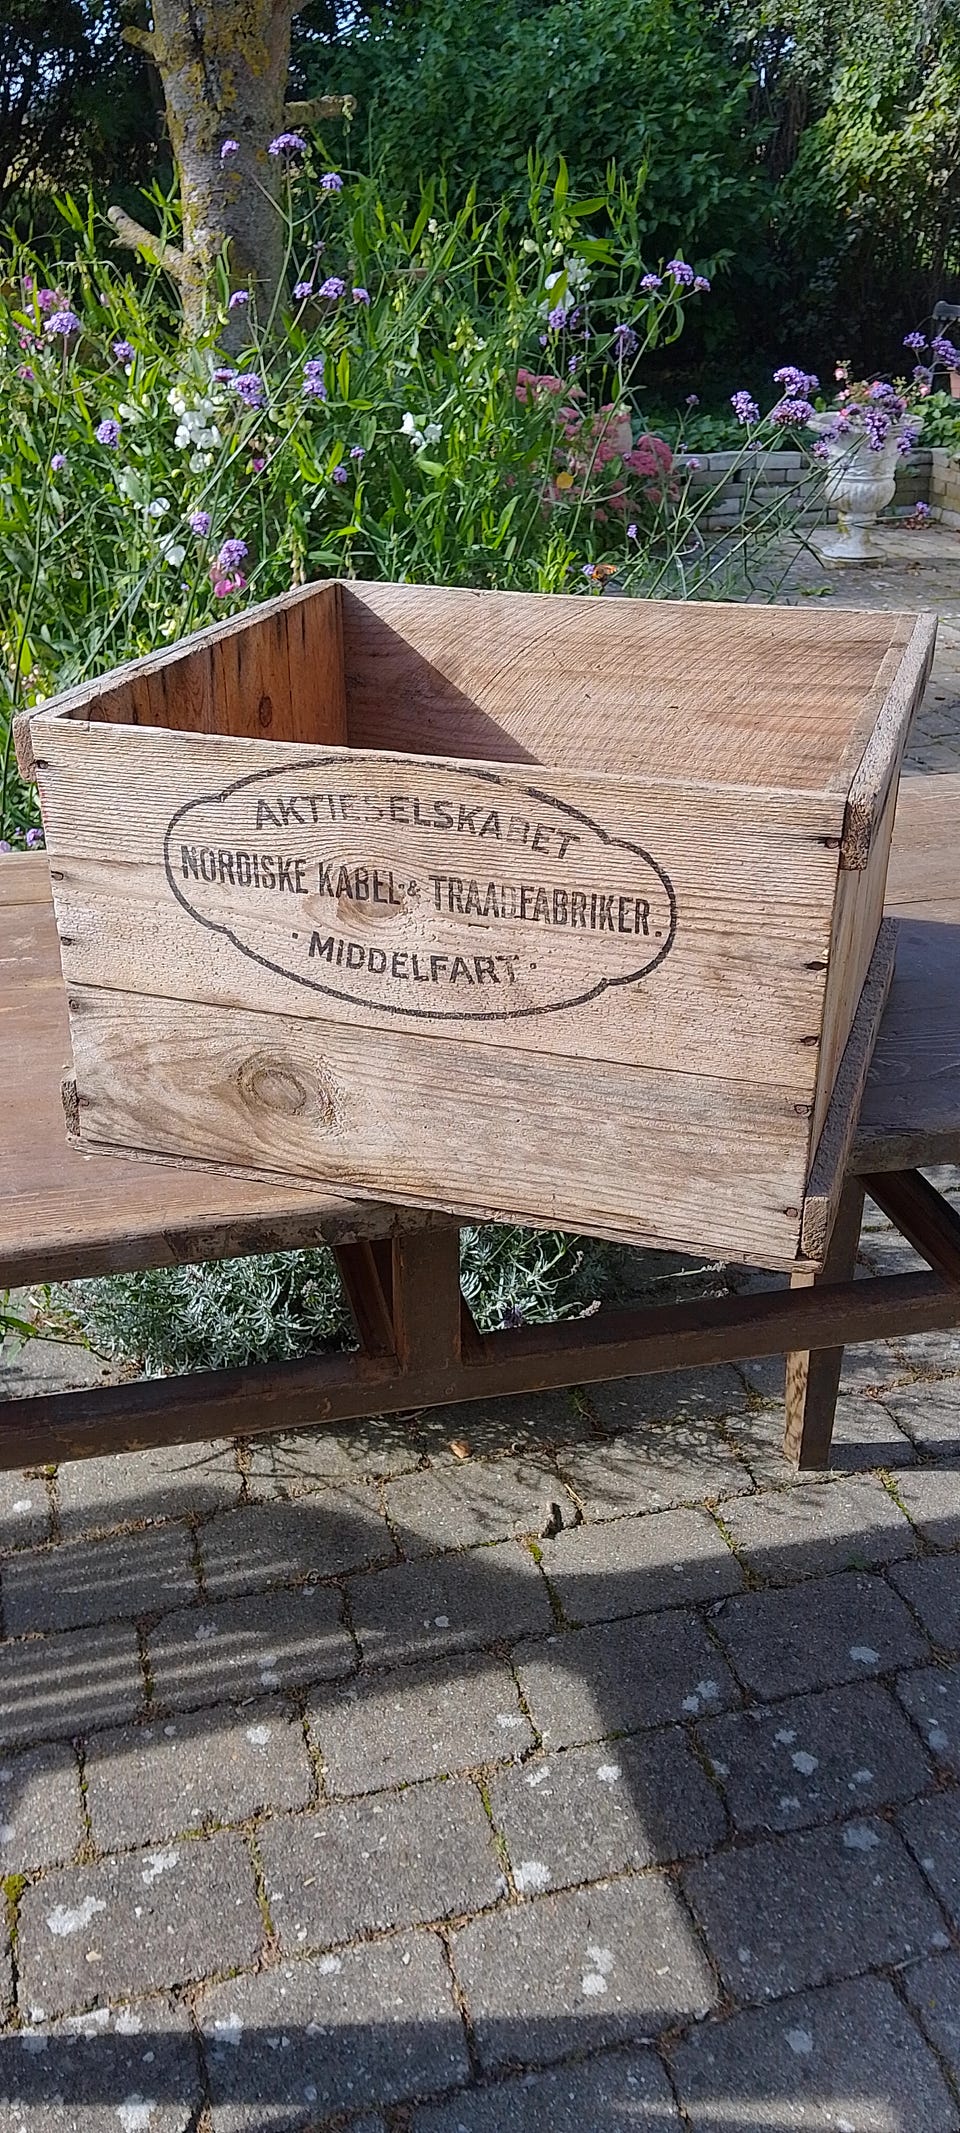 AKTIESELSKABET
NORDISKE KABEL & TRAADFABRIKER.
· MIDDELFART ·